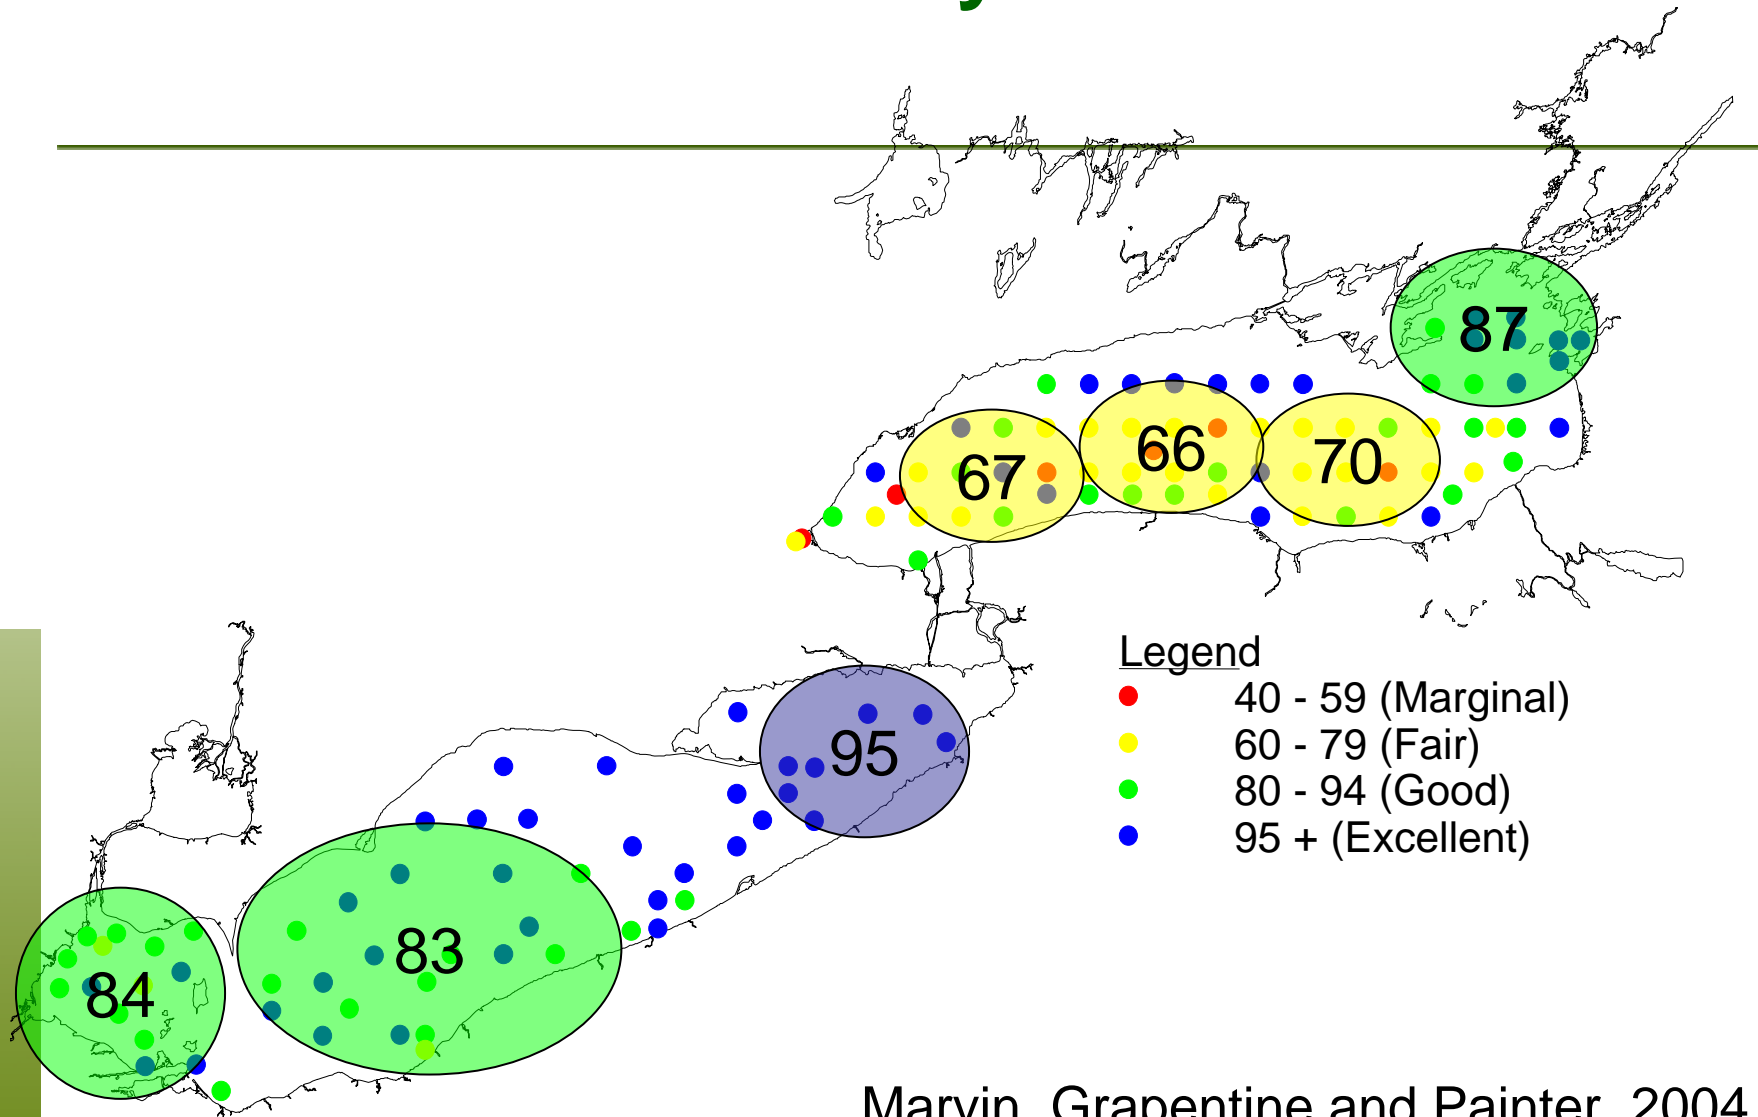 87
67
66
70
Legend
40 - 59 (Marginal)
60 - 79 (Fair)
80 - 94 (Good)
95 + (Excellent)
95
83
84
Marvin, Grapentine and Painter, 2004